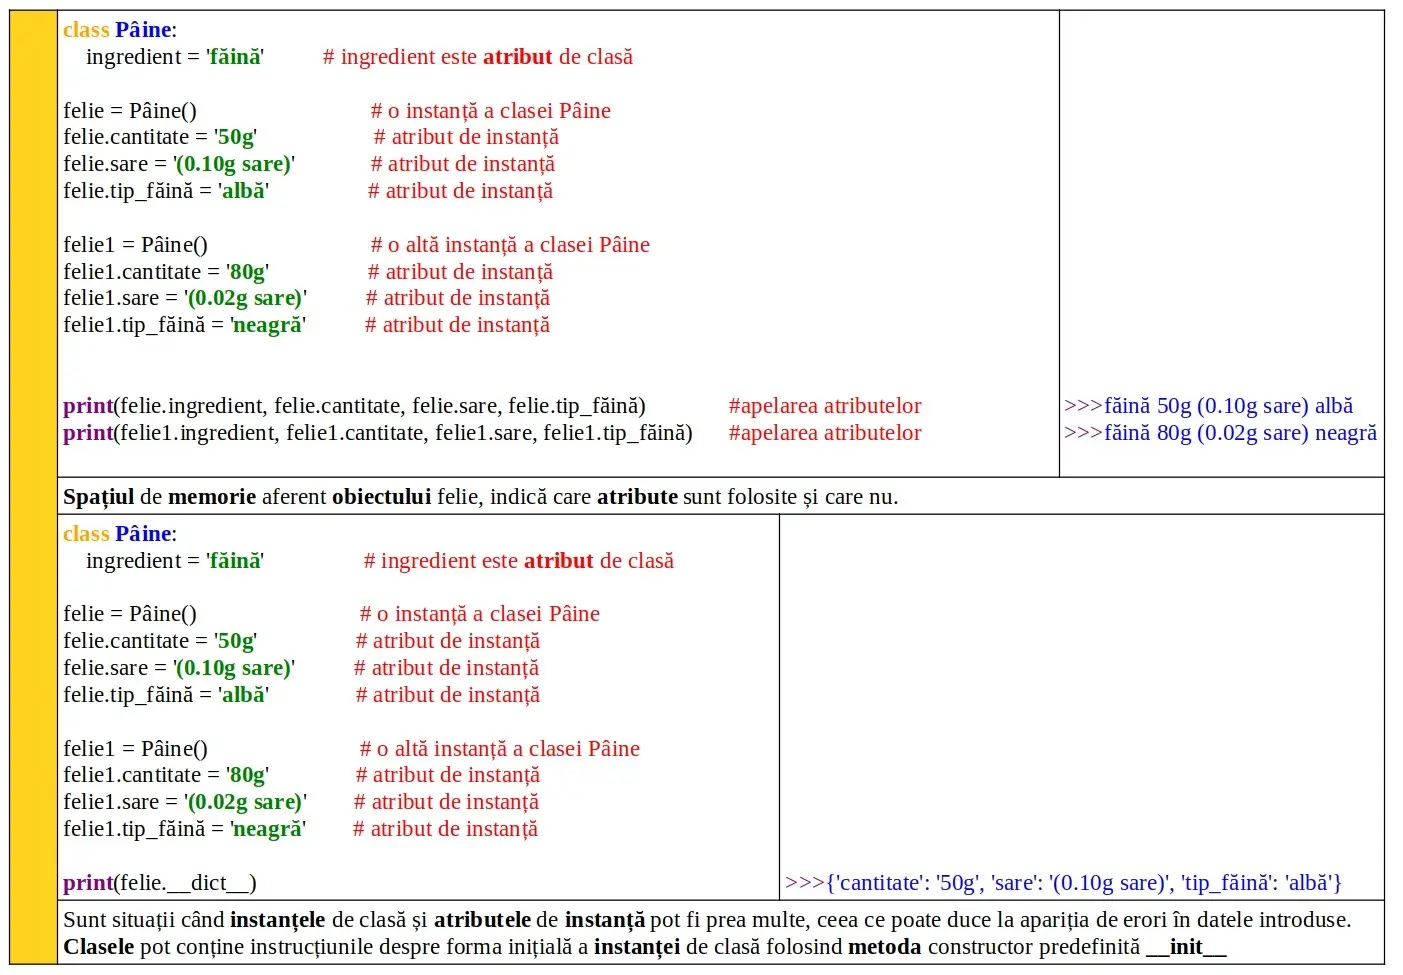 class Pâine:
ingredient = 'făină' # ingredient este atribut de clasă
felie = Pâine() # o instanță a clasei Pâine
felie.cantitate = '50g' # atribut de instanță
felie.sare = '(0.10g sare)' # atribut de instanță
felie.tip_făină = 'albă' # atribut de instanță
felie1 = Pâine() # o altă instanță a clasei Pâine
felie1.cantitate = '80g' # atribut de instanță
felie1.sare = '(0.02g sare)' # atribut de instanță
felie1.tip_făină = 'neagră' # atribut de instanță
print(felie.ingredient, felie.cantitate, felie.sare, felie.tip_făină) #apelarea atributelor >>>făină 50g (0.10g sare) albă
print(felie1.ingredient, felie1.cantitate, felie1.sare, felie1.tip_făină) #apelarea atributelor >>>făină 80g (0.02g sare) neagră
Spațiul de memorie aferent obiectului felie, indică care atribute sunt folosite și care nu.
class Pâine:
ingredient = 'făină' # ingredient este atribut de clasă
felie = Pâine() # o instanță a clasei Pâine
felie.cantitate = '50g' # atribut de instanță
felie.sare = '(0.10g sare)' # atribut de instanță
felie.tip_făină = 'albă' # atribut de instanță
felie1 = Pâine() # o altă instanță a clasei Pâine
felie1.cantitate = '80g' # atribut de instanță
felie1.sare = '(0.02g sare)' # atribut de instanță
felie1.tip_făină = 'neagră' # atribut de instanță
print(felie.__dict__) >>>{'cantitate': '50g', 'sare': '(0.10g sare)', 'tip_făină': 'albă'}
Sunt situații când instanțele de clasă și atributele de instanță pot fi prea multe, ceea ce poate duce la apariția de erori în datele introduse.
Clasele pot conține instrucțiunile despre forma inițială a instanței de clasă folosind metoda constructor predefinită __init__